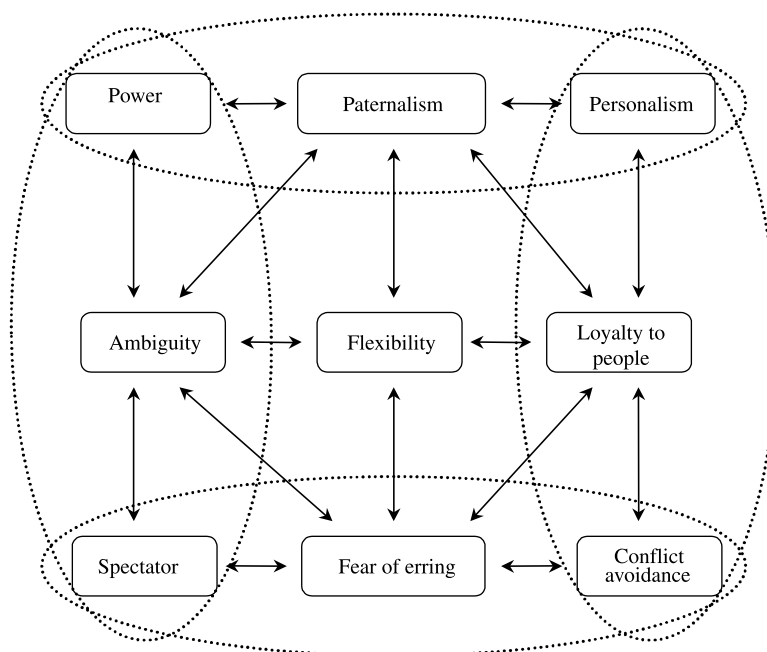 Power
Paternalism
Personalism
Ambiguity
Flexibility
Loyalty to
people
Spectator
Fear of erring
Conflict
avoidance